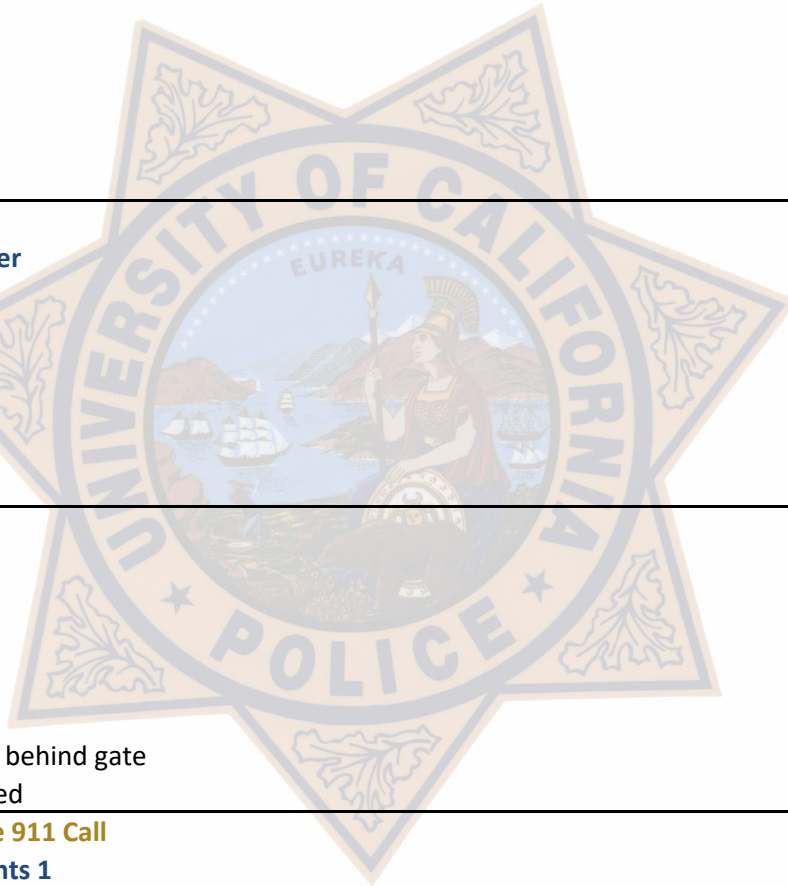 UNIVERSITY OF CALIFORNIA
EUREKA
er
POLICE
behind gate
ed
e 911 Call
nts 1